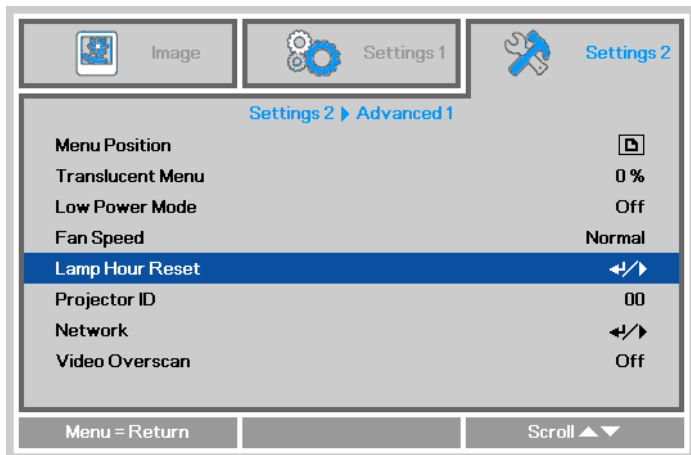 Image
Settings 1
Settings 2
Settings 2 Advanced 1
Menu Position
Translucent Menu 0 %
Low Power Mode Off
Fan Speed Normal
Lamp Hour Reset
Projector ID 00
Network
Video Overscan Off
Menu = Return Scroll